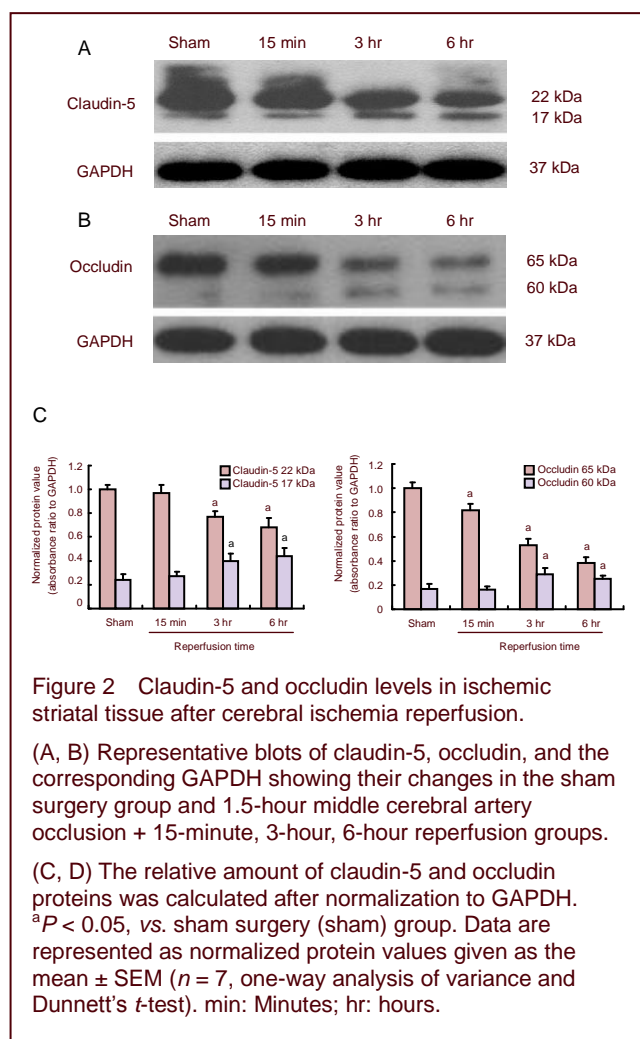 A
Sham 15 min 3 hr 6 hr
Claudin-5 22 kDa
17 kDa
GAPDH 37 kDa
B
Sham 15 min 3 hr 6 hr
Occludin 65 kDa
60 kDa
GAPDH 37 kDa
C
Normalized protein value
(absorbance ratio to GAPDH)
1.2
1.0
0.8
0.6
0.4
0.2
0
Claudin-5 22 kDa
Claudin-5 17 kDa
a a
a a
Sham 15 min 3 hr 6 hr
Reperfusion time
Normalized protein value
(absorbance ratio to GAPDH)
1.2
1.0
0.8
0.6
0.4
0.2
0
Occludin 65 kDa
Occludin 60 kDa
a
a a
a a
Sham 15 min 3 hr 6 hr
Reperfusion time
Figure 2 Claudin-5 and occludin levels in ischemic
striatal tissue after cerebral ischemia reperfusion.
(A, B) Representative blots of claudin-5, occludin, and the
corresponding GAPDH showing their changes in the sham
surgery group and 1.5-hour middle cerebral artery
occlusion + 15-minute, 3-hour, 6-hour reperfusion groups.
(C, D) The relative amount of claudin-5 and occludin
proteins was calculated after normalization to GAPDH.
aP < 0.05, vs. sham surgery (sham) group. Data are
represented as normalized protein values given as the
mean ± SEM (n = 7, one-way analysis of variance and
Dunnett's t-test). min: Minutes; hr: hours.